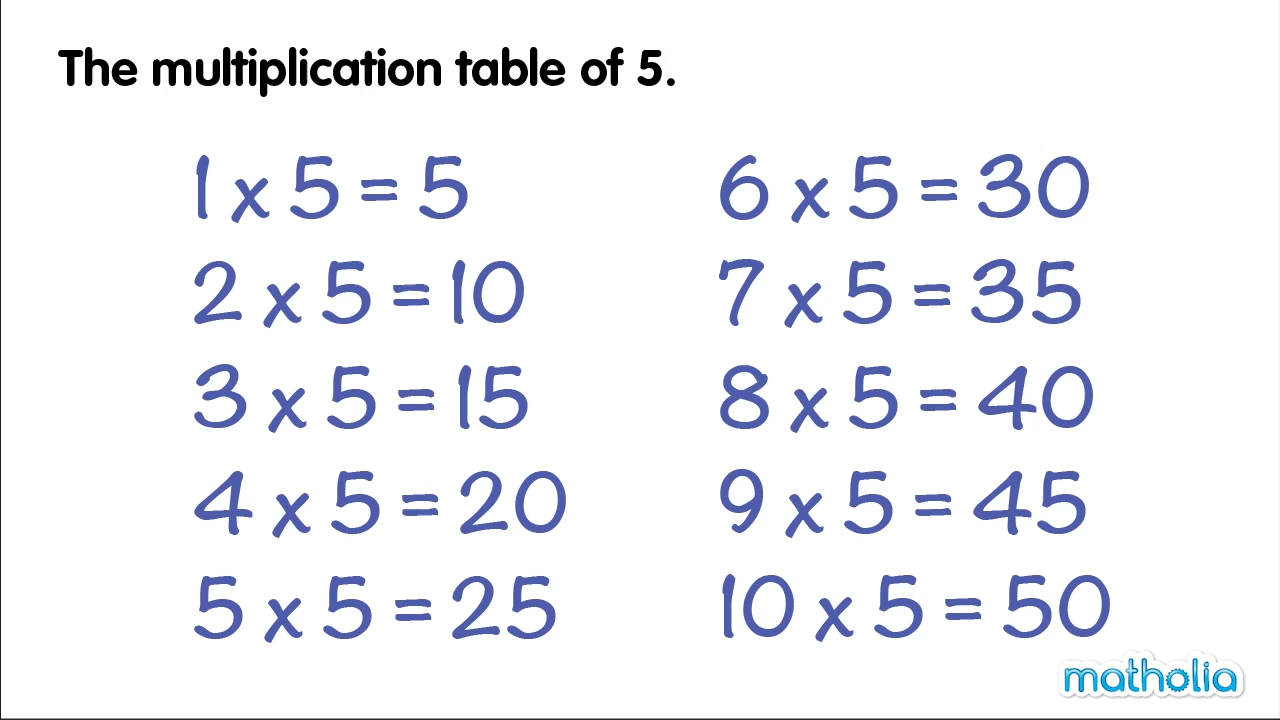 The multiplication table of 5.
1 x 5 = 5
2 x 5 = 10
3 x 5 = 15
4 x 5 = 20
5 x 5 = 25
6 x 5 = 30
7 x 5 = 35
8 x 5 = 40
9 x 5 = 45
10 x 5 = 50
matholia